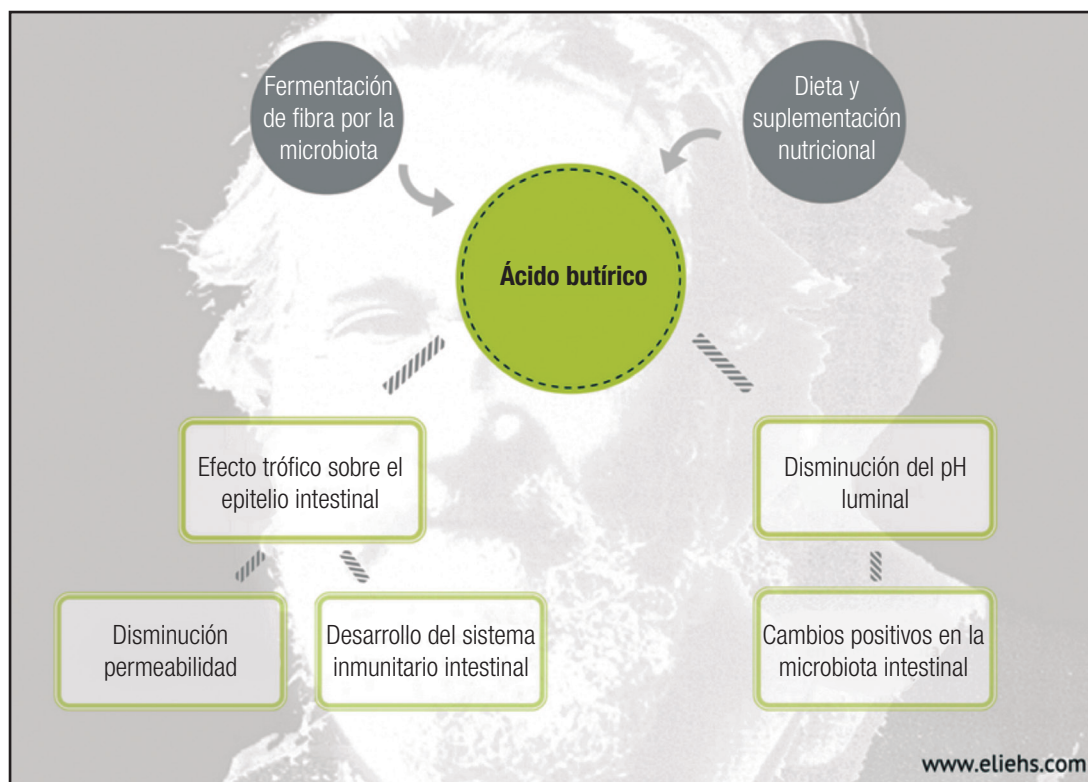 Fermentación
de fibra por la
microbiota
Dieta y
suplementación
nutricional
Ácido butírico
Efecto trófico sobre el
epitelio intestinal
Disminución del pH
luminal
Disminución
permeabilidad
Desarrollo del sistema
inmunitario intestinal
Cambios positivos en la
microbiota intestinal
www.eliehs.com